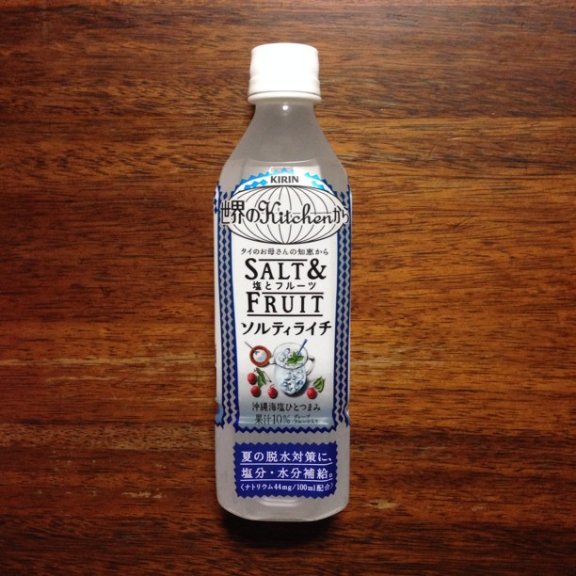 KIRIN
世界のKitchenから
タイのお母さんの知恵から
SALT&
塩とフルーツ
FRUIT
ソルティライチ
沖縄海塩ひとつまみ
果汁10%
夏の脱水対策に、
塩分・水分補給。
〈ナトリウム44mg/100ml配合〉